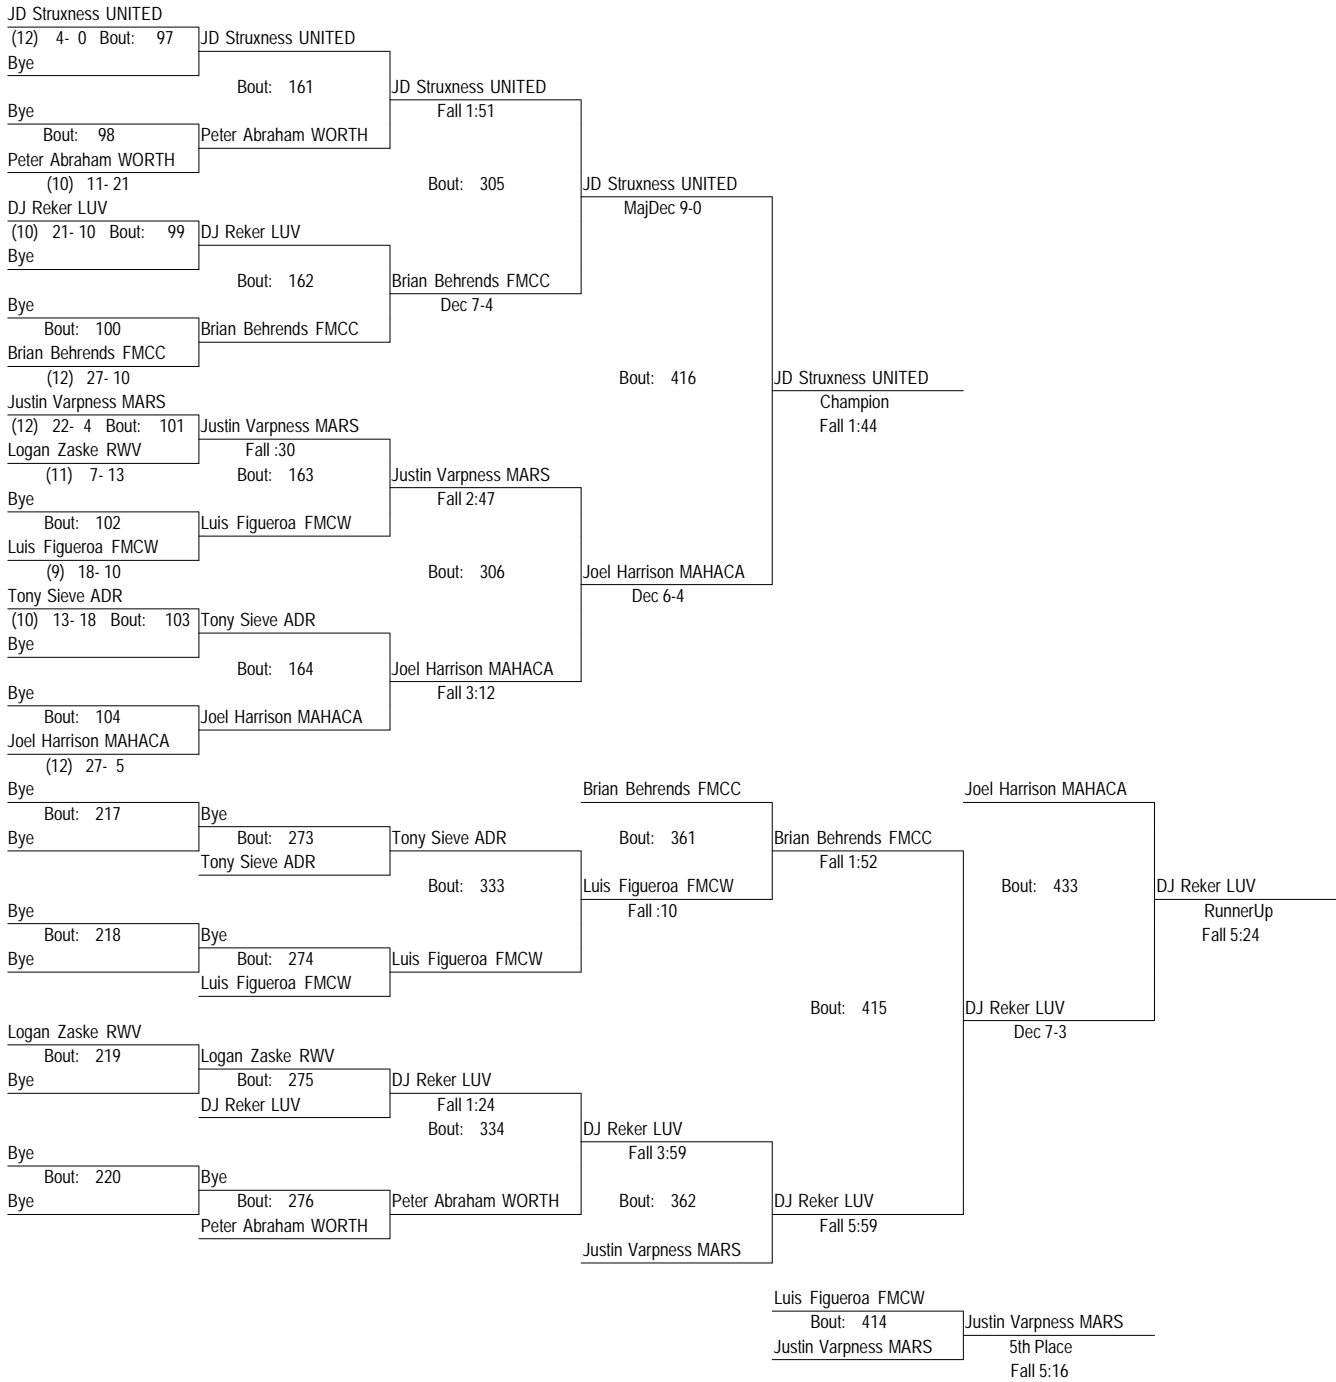 JD Struxness UNITED
(12) 4- 0 Bout: 97 JD Struxness UNITED
Bye
Bout: 161 JD Struxness UNITED
Bye Fall 1:51
Bout: 98 Peter Abraham WORTH
Peter Abraham WORTH
(10) 11- 21 Bout: 305 JD Struxness UNITED
DJ Reker LUV MajDec 9-0
(10) 21- 10 Bout: 99 DJ Reker LUV
Bye
Bout: 162 Brian Behrends FMCC
Bye Dec 7-4
Bout: 100 Brian Behrends FMCC
Brian Behrends FMCC
(12) 27- 10 Bout: 416 JD Struxness UNITED
Justin Varpness MARS Champion
(12) 22- 4 Bout: 101 Justin Varpness MARS Fall 1:44
Logan Zaske RWV Fall :30
(11) 7- 13 Bout: 163 Justin Varpness MARS
Bye Fall 2:47
Bout: 102 Luis Figueroa FMCW
Luis Figueroa FMCW
(9) 18- 10 Bout: 306 Joel Harrison MAHACA
Tony Sieve ADR Dec 6-4
(10) 13- 18 Bout: 103 Tony Sieve ADR
Bye
Bout: 164 Joel Harrison MAHACA
Bye Fall 3:12
Bout: 104 Joel Harrison MAHACA
Joel Harrison MAHACA
(12) 27- 5
Bye Brian Behrends FMCC Joel Harrison MAHACA
Bout: 217 Bye
Bye Bout: 273 Tony Sieve ADR Bout: 361 Brian Behrends FMCC
Tony Sieve ADR Fall 1:52
Bout: 333 Luis Figueroa FMCW Bout: 433 DJ Reker LUV
Bye Fall :10 RunnerUp
Bout: 218 Bye Fall 5:24
Bye Bout: 274 Luis Figueroa FMCW
Luis Figueroa FMCW
Bout: 415 DJ Reker LUV
Logan Zaske RWV Dec 7-3
Bout: 219 Logan Zaske RWV
Bye Bout: 275 DJ Reker LUV
DJ Reker LUV Fall 1:24
Bout: 334 DJ Reker LUV
Bye Fall 3:59
Bout: 220 Bye
Bye Bout: 276 Peter Abraham WORTH Bout: 362 DJ Reker LUV
Peter Abraham WORTH Fall 5:59
Justin Varpness MARS
Luis Figueroa FMCW
Bout: 414 Justin Varpness MARS
Justin Varpness MARS 5th Place
Fall 5:16